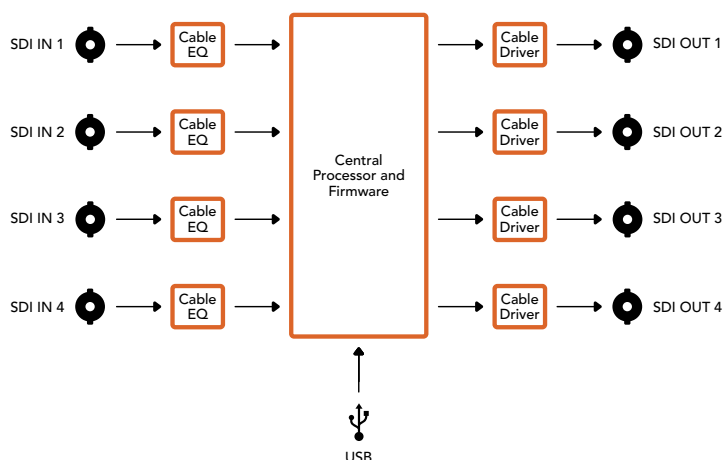 SDI IN 1
Cable
EQ
Cable
Driver
SDI OUT 1
SDI IN 2
Cable
EQ
Cable
Driver
SDI OUT 2
Central
Processor and
Firmware
SDI IN 3
Cable
EQ
Cable
Driver
SDI OUT 3
SDI IN 4
Cable
EQ
Cable
Driver
SDI OUT 4
USB